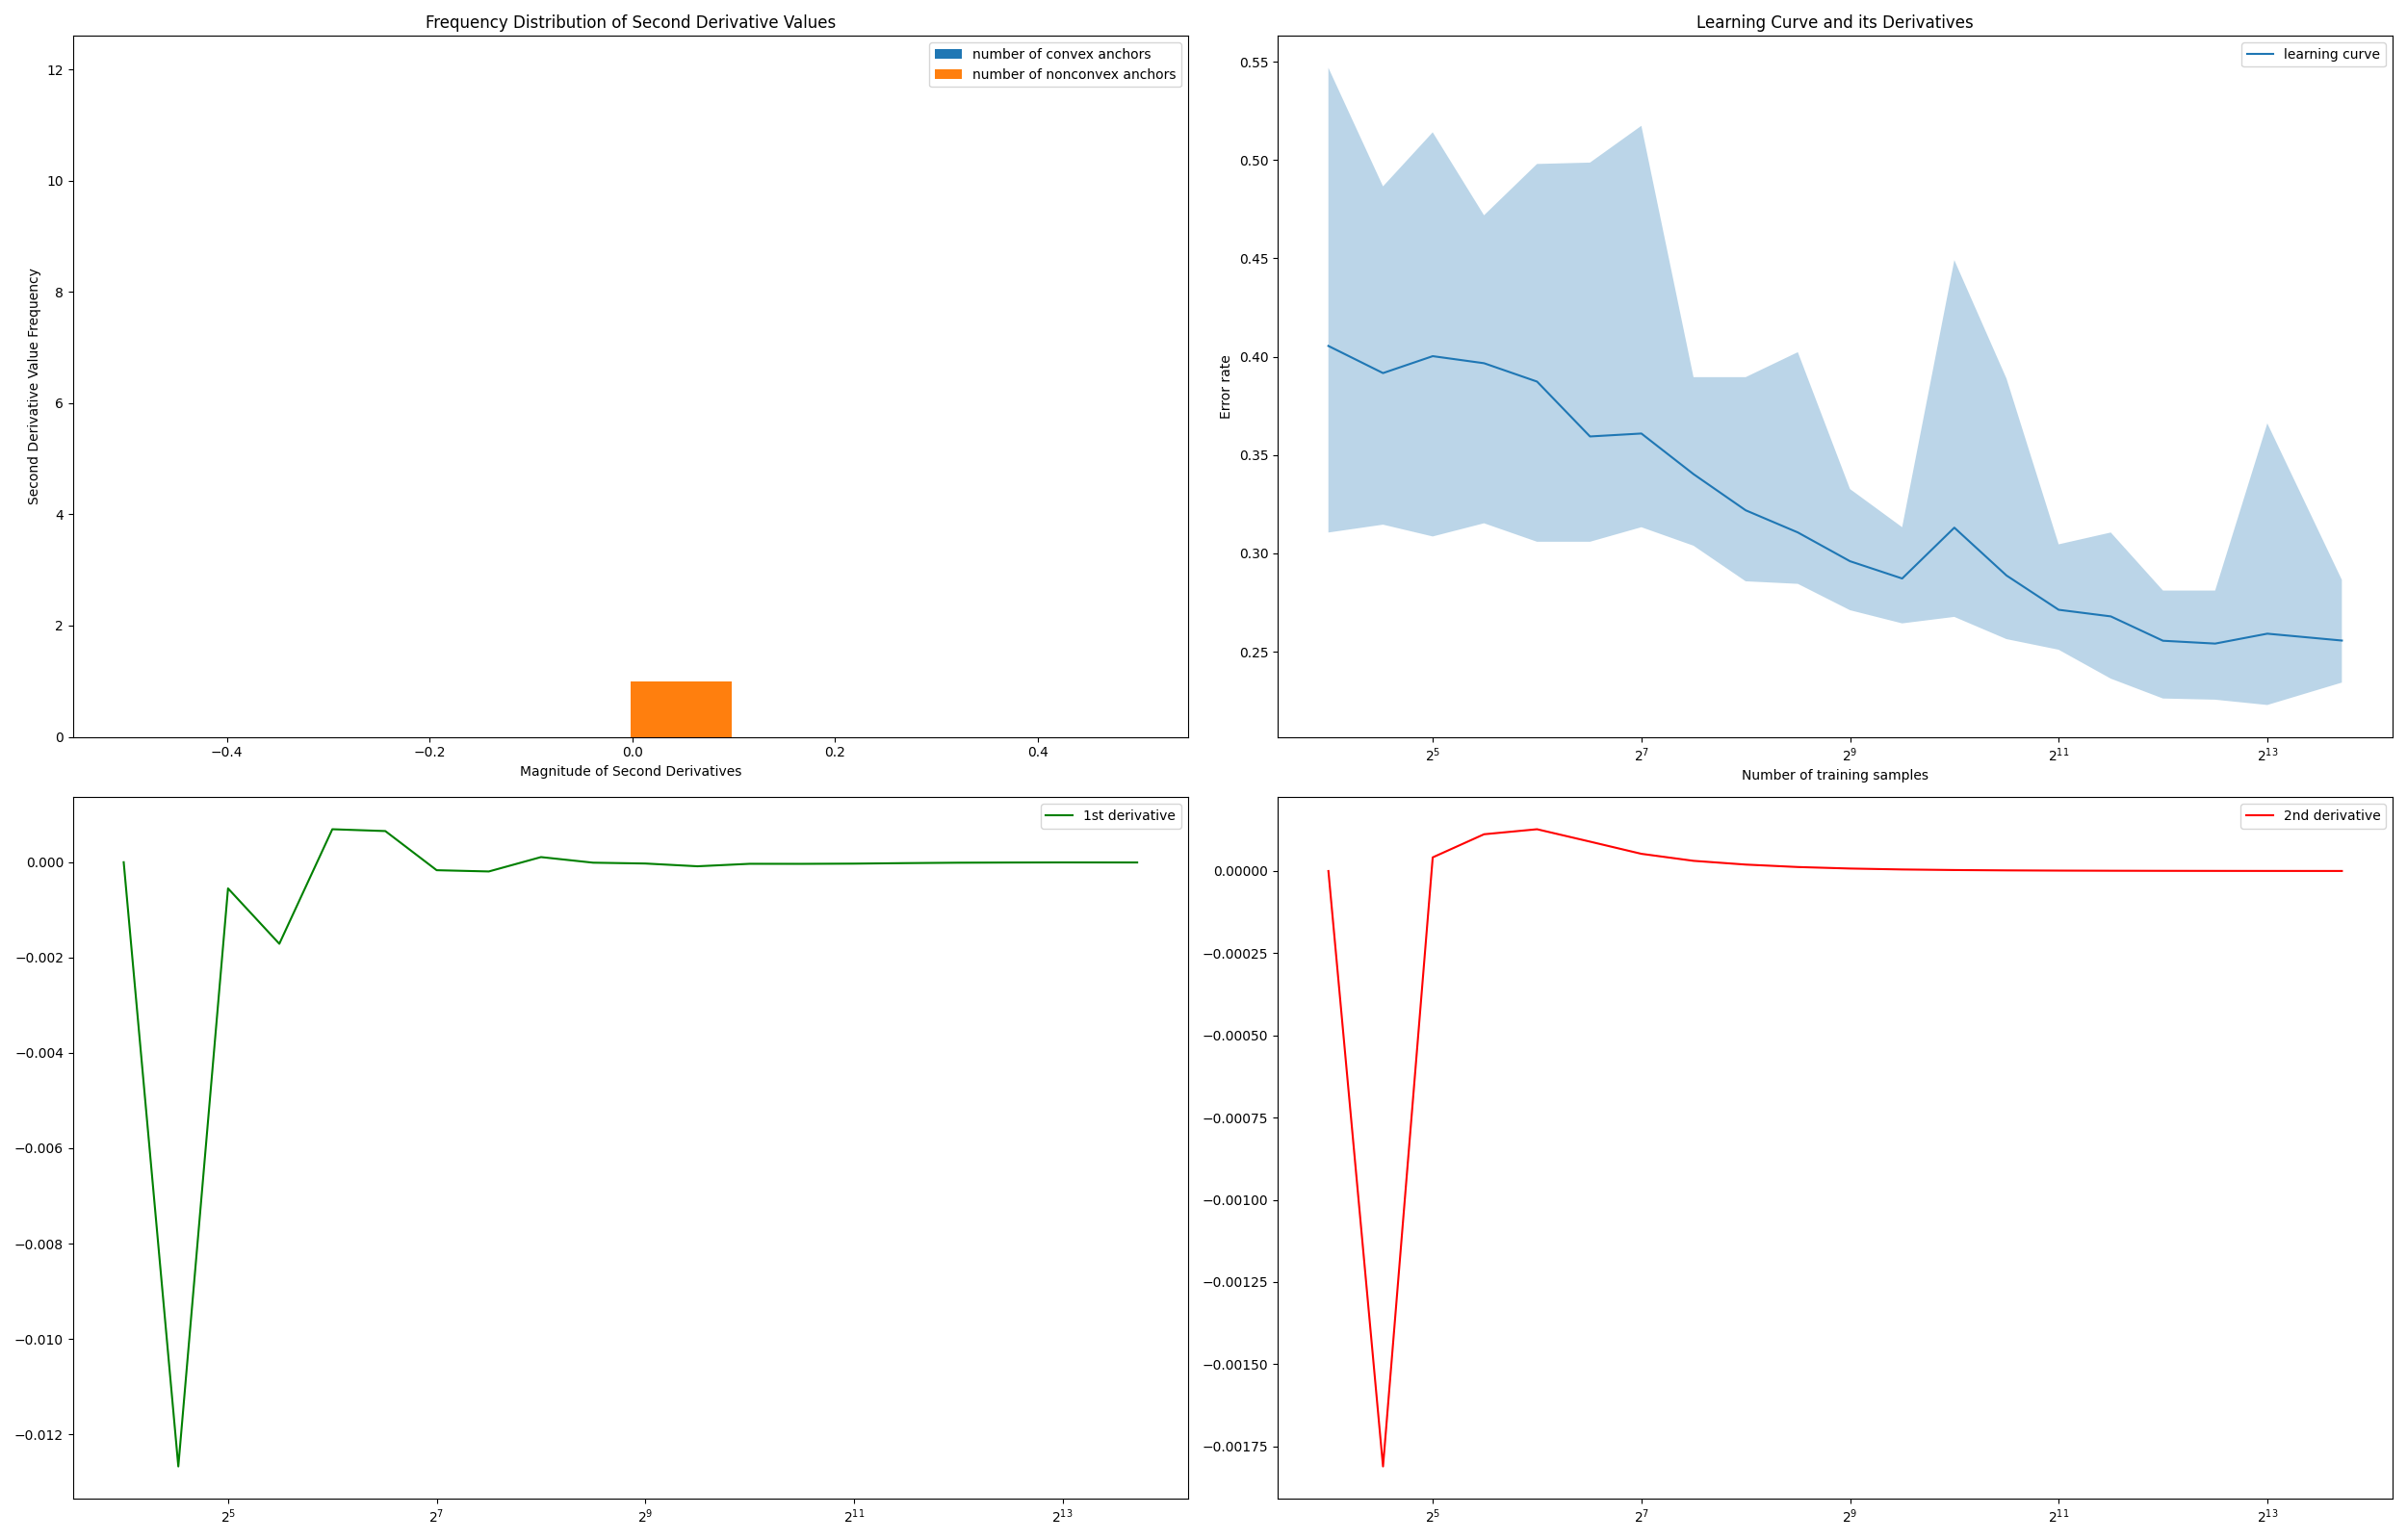 Frequency Distribution of Second Derivative Values
number of convex anchors
number of nonconvex anchors
12
10
8
6
4
2
0
Second Derivative Value Frequency
−0.4 −0.2 0.0 0.2 0.4
Magnitude of Second Derivatives
Learning Curve and its Derivatives
learning curve
0.55
0.50
0.45
0.40
0.35
0.30
0.25
Error rate
2^5 2^7 2^9 2^11 2^13
Number of training samples
1st derivative
0.000
−0.002
−0.004
−0.006
−0.008
−0.010
−0.012
2^5 2^7 2^9 2^11 2^13
2nd derivative
0.00000
−0.00025
−0.00050
−0.00075
−0.00100
−0.00125
−0.00150
−0.00175
2^5 2^7 2^9 2^11 2^13